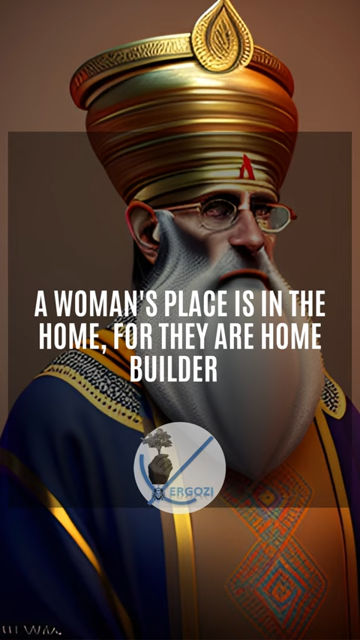 A WOMAN'S PLACE IS IN THE
HOME, FOR THEY ARE HOME
BUILDER
ERGOZI